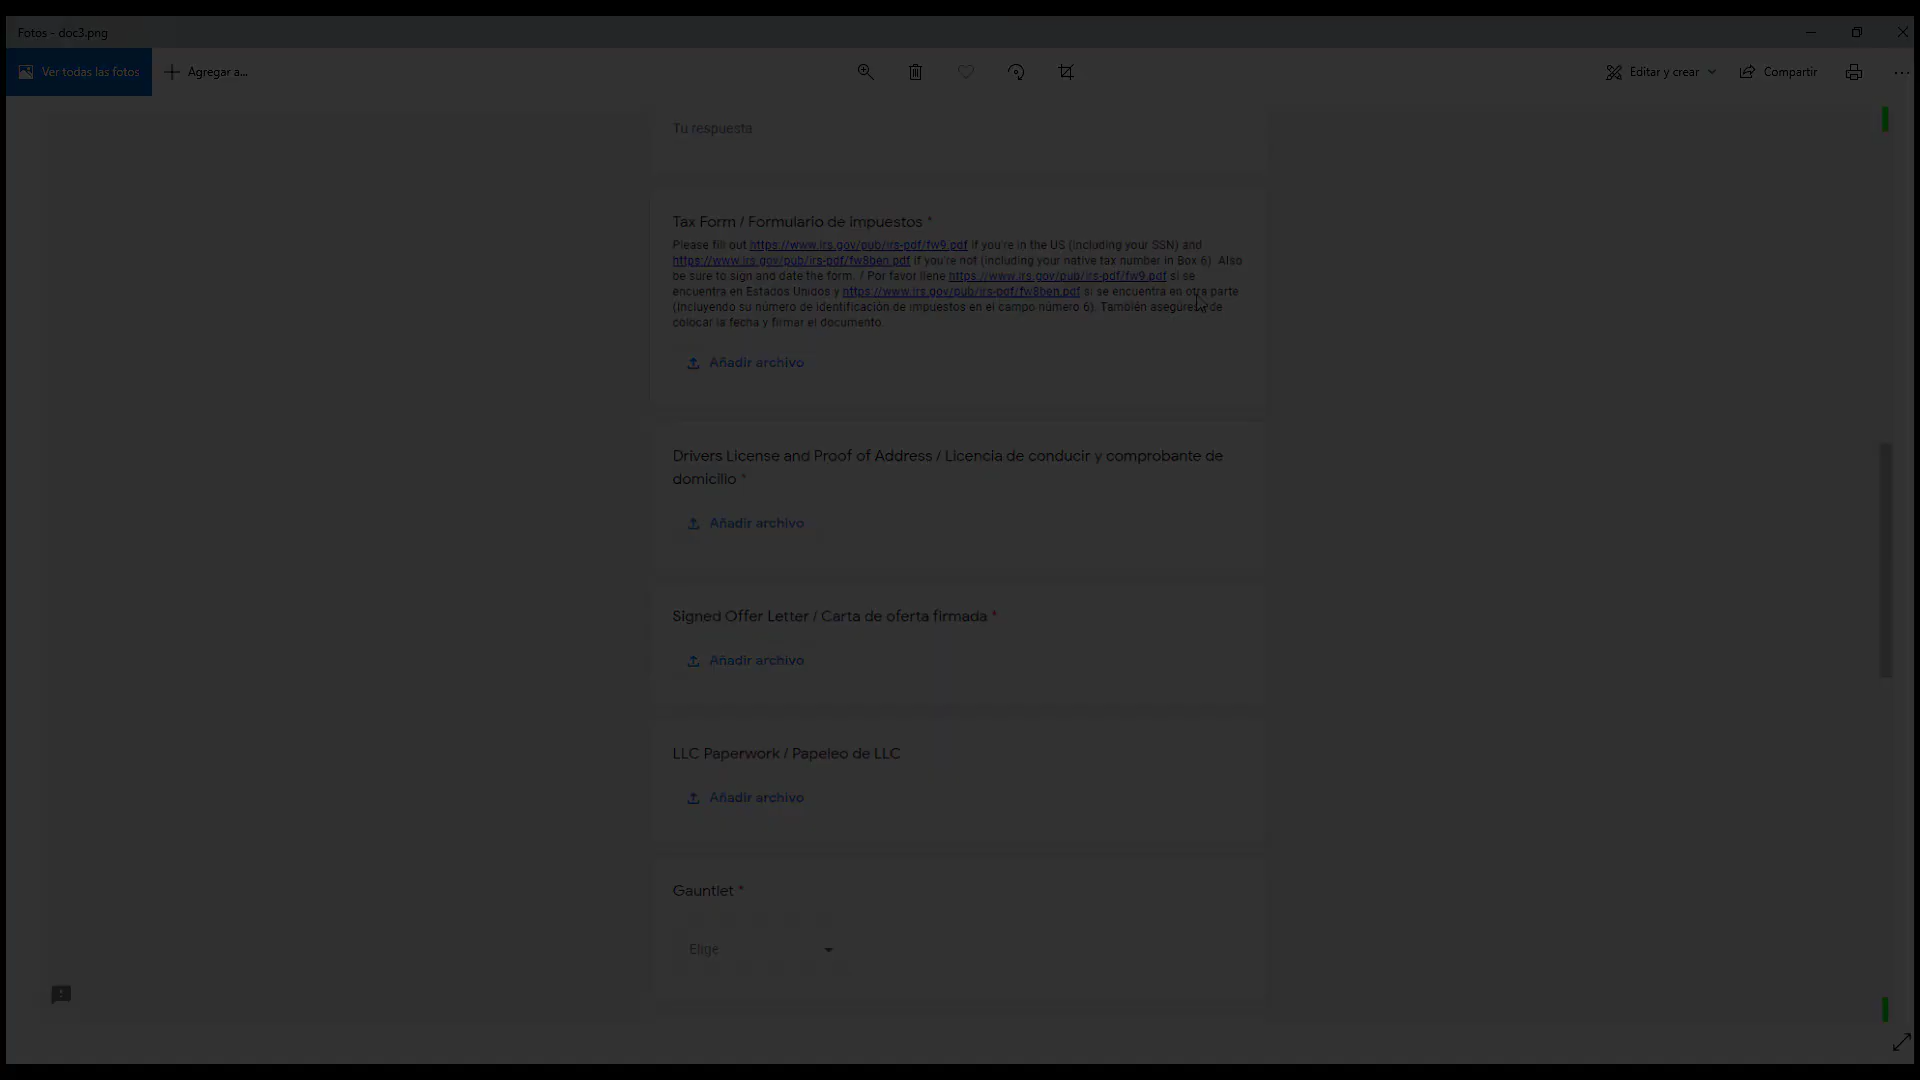 Fotos - doc3.png
Ver todas las fotos
Agregar a...
Editar y crear
Compartir
Tu respuesta
Tax Form / Formulario de impuestos *
Please fill out https://www.irs.gov/pub/irs-pdf/fw9.pdf if you're in the US (including your SSN) and
https://www.irs.gov/pub/irs-pdf/fw8ben.pdf if you're not (including your native tax number in Box 6). Also
be sure to sign and date the form. / Por favor llene https://www.irs.gov/pub/irs-pdf/fw9.pdf si se
encuentra en Estados Unidos y https://www.irs.gov/pub/irs-pdf/fw8ben.pdf si se encuentra en otra parte
(Incluyendo su número de identificación de impuestos en el campo número 6). También asegúrese de
colocar la fecha y firmar el documento.
Añadir archivo
Drivers License and Proof of Address / Licencia de conducir y comprobante de
domicilio *
Añadir archivo
Signed Offer Letter / Carta de oferta firmada *
Añadir archivo
LLC Paperwork / Papeleo de LLC
Añadir archivo
Gauntlet *
Elige